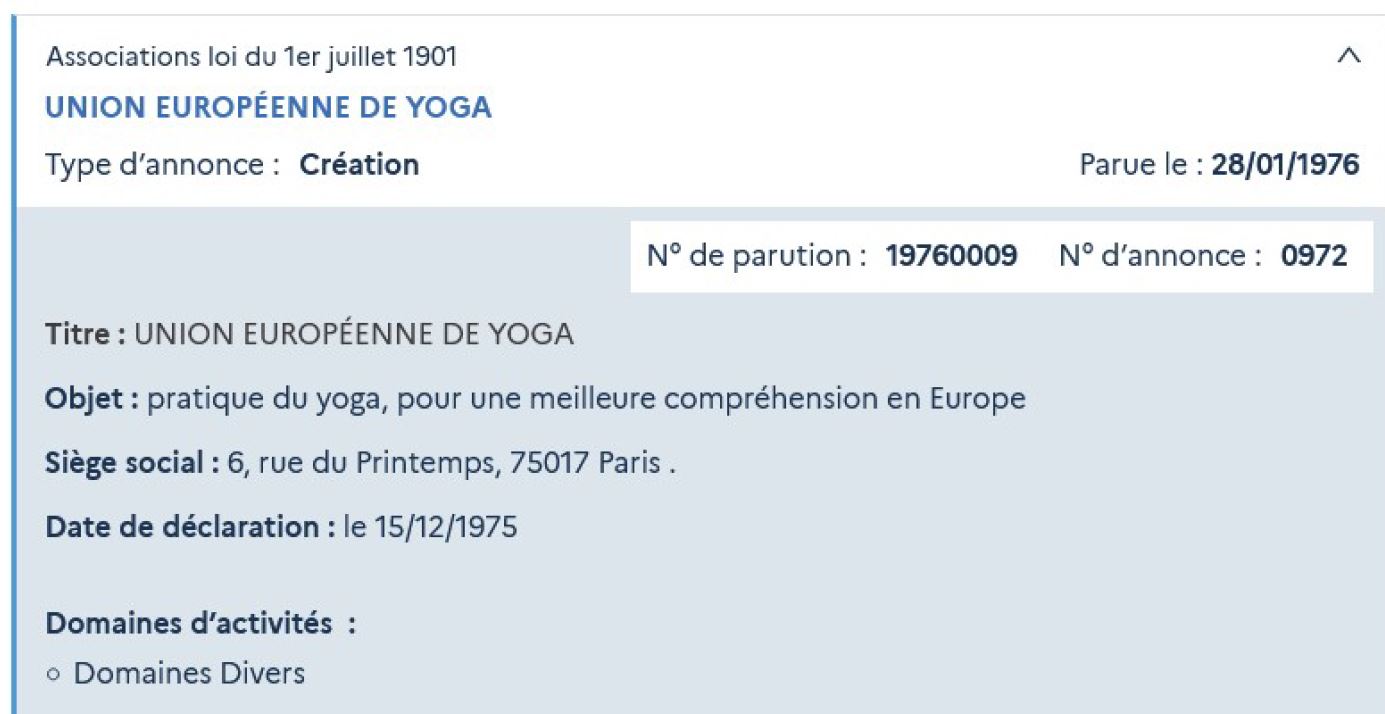 Associations loi du 1er juillet 1901
UNION EUROPÉENNE DE YOGA
Type d'annonce : Création
Parue le : 28/01/1976
N° de parution : 19760009 N° d'annonce : 0972
Titre : UNION EUROPÉENNE DE YOGA
Objet : pratique du yoga, pour une meilleure compréhension en Europe
Siège social : 6, rue du Printemps, 75017 Paris .
Date de déclaration : le 15/12/1975
Domaines d'activités :
Domaines Divers